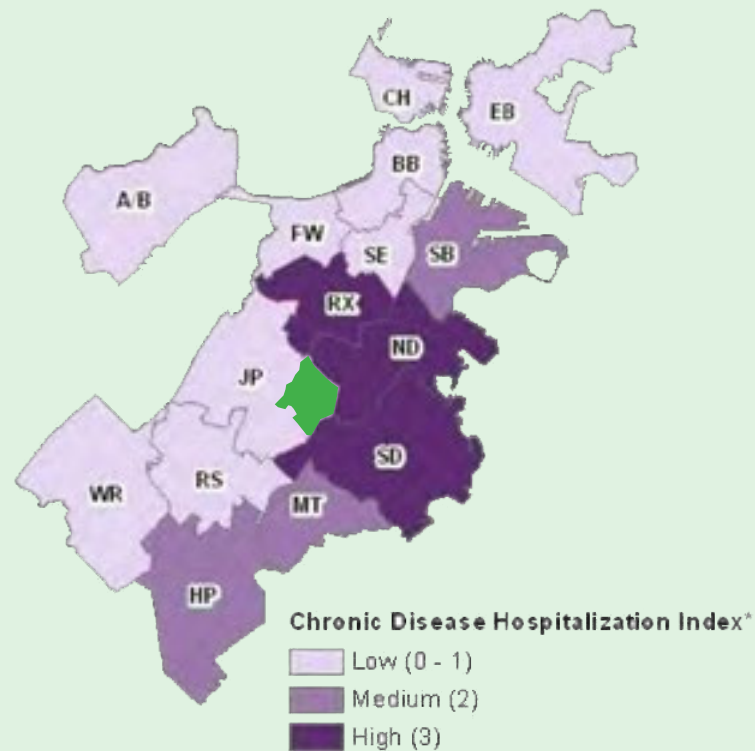 CH
EB
BB
A/B
FW
SE
SB
RX
ND
JP
SD
RS
WR
MT
HP
Chronic Disease Hospitalization Index*
Low (0 - 1)
Medium (2)
High (3)